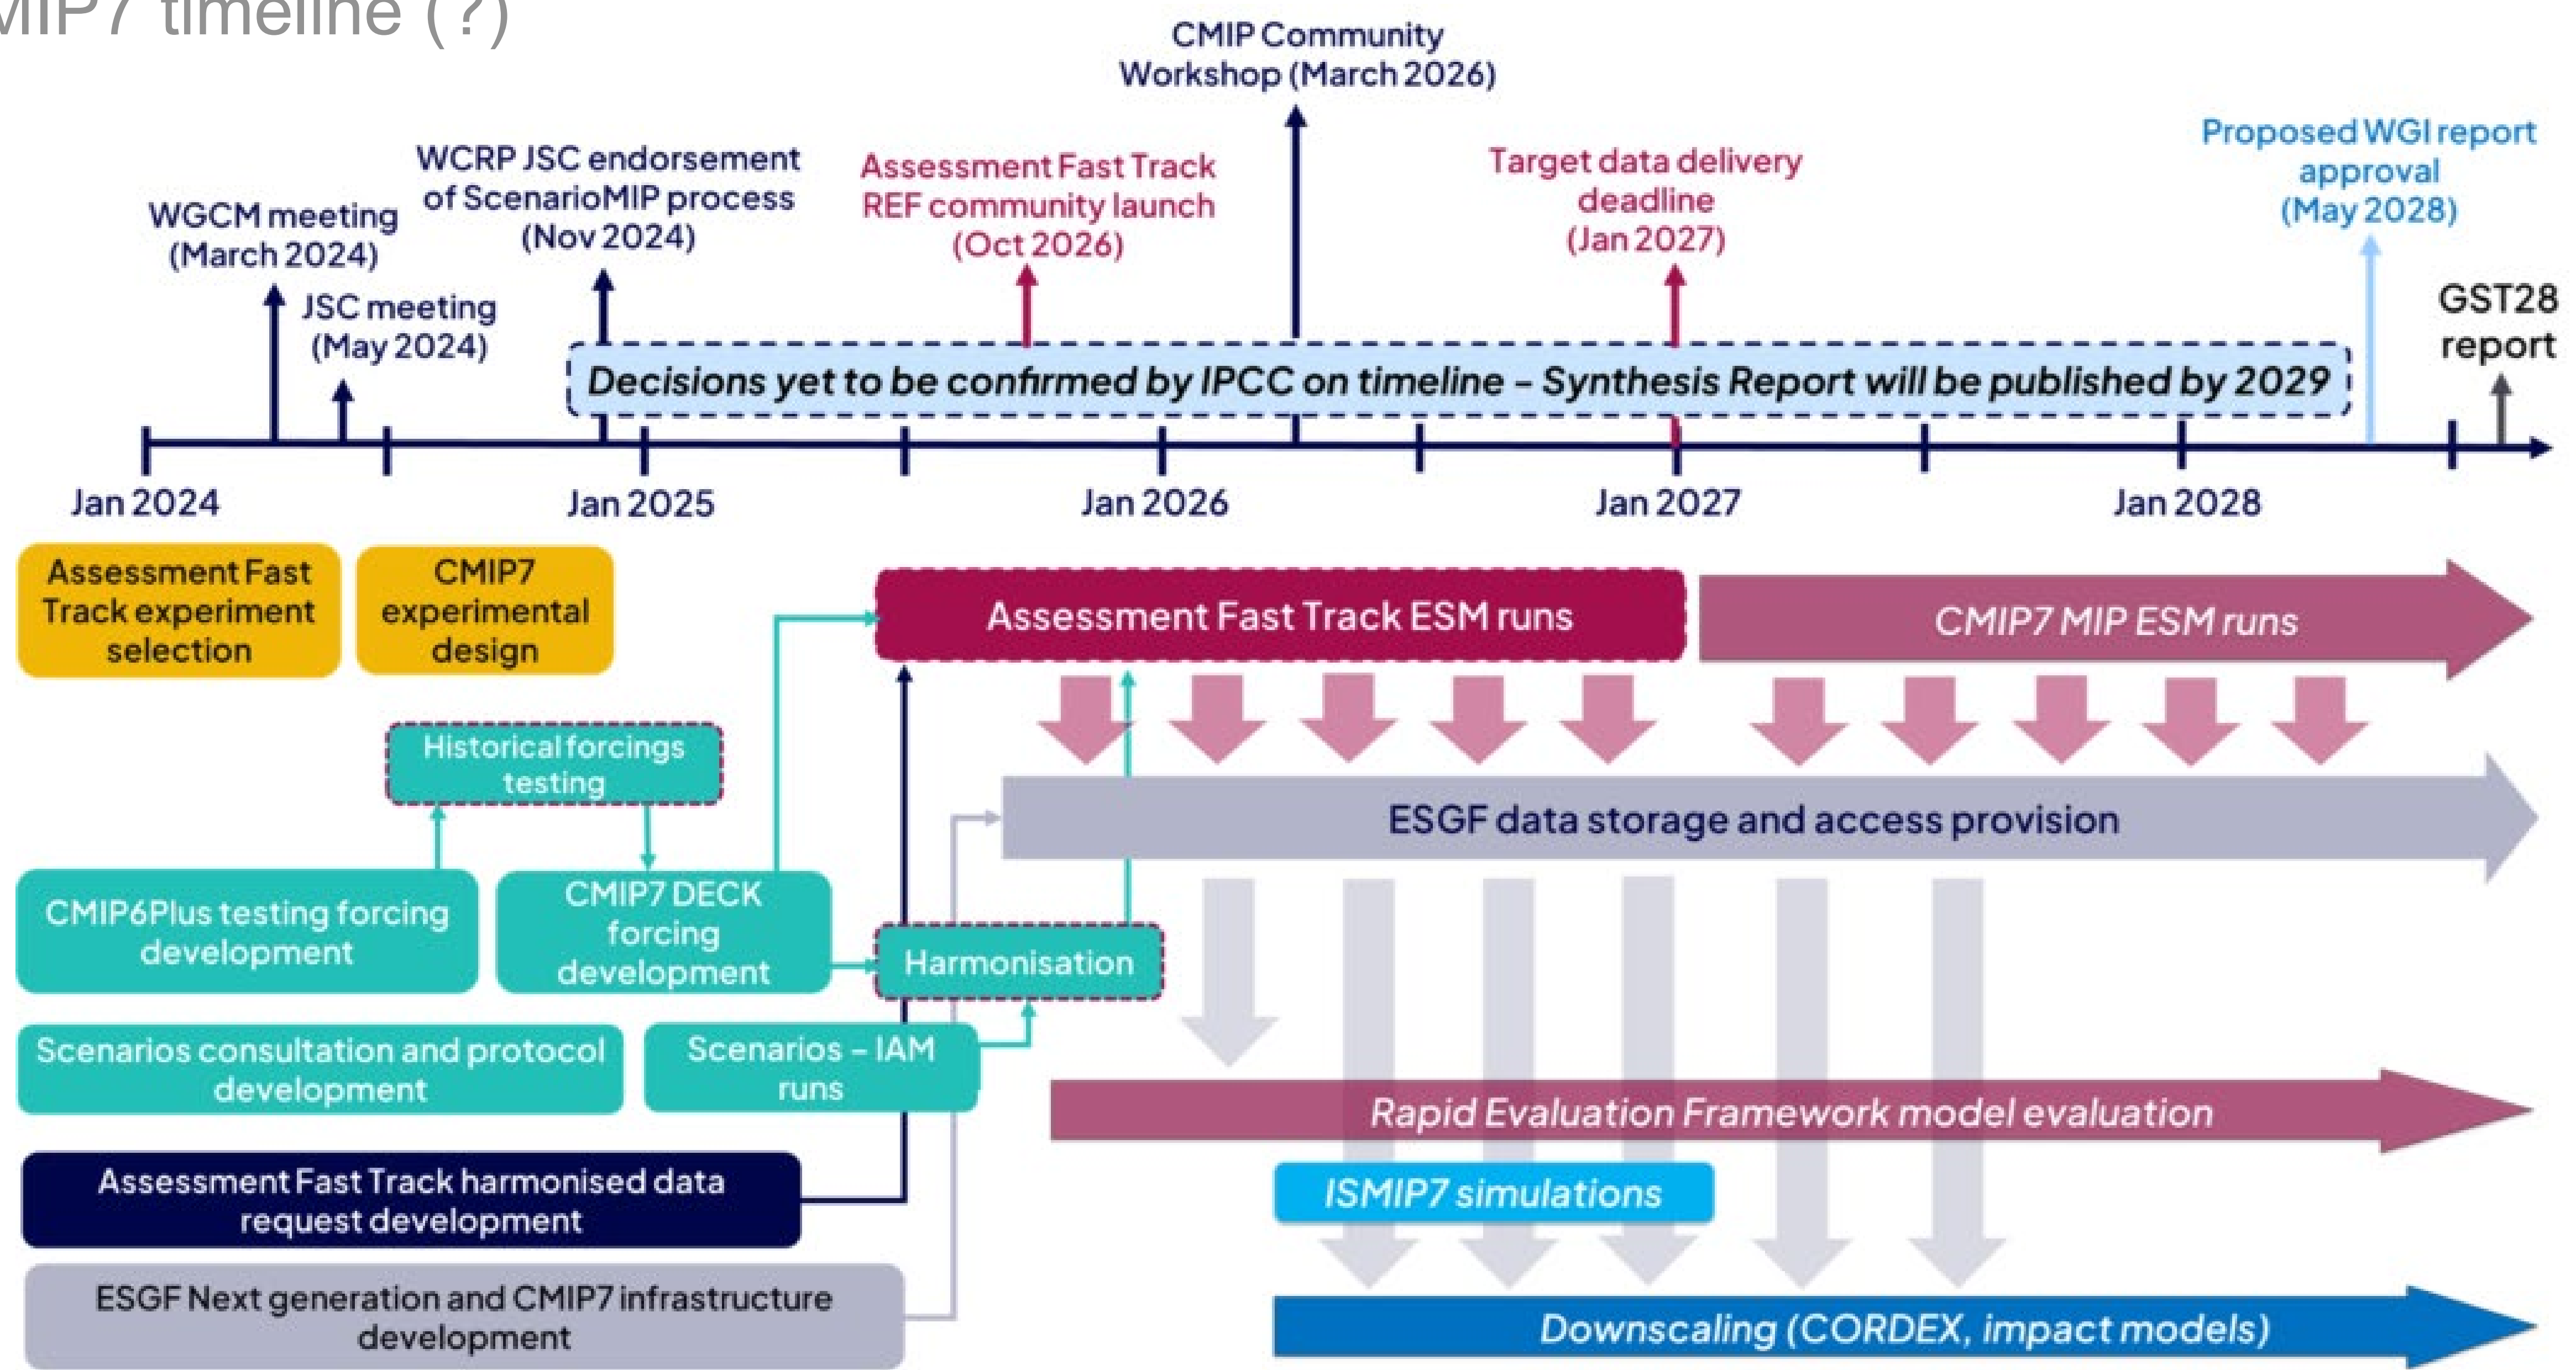 MIP7 timeline (?)
CMIP Community
Workshop (March 2026)
Proposed WGI report
approval
(May 2028)
WCRP JSC endorsement
of ScenarioMIP process
(Nov 2024)
Assessment Fast Track
REF community launch
(Oct 2026)
Target data delivery
deadline
(Jan 2027)
WGCM meeting
(March 2024)
JSC meeting
(May 2024)
GST28
report
Decisions yet to be confirmed by IPCC on timeline – Synthesis Report will be published by 2029
Jan 2024
Jan 2025
Jan 2026
Jan 2027
Jan 2028
Assessment Fast
Track experiment
selection
CMIP7
experimental
design
Assessment Fast Track ESM runs
CMIP7 MIP ESM runs
Historical forcings
testing
ESGF data storage and access provision
CMIP6Plus testing forcing
development
CMIP7 DECK
forcing
development
Harmonisation
Scenarios consultation and protocol
development
Scenarios – IAM
runs
Rapid Evaluation Framework model evaluation
Assessment Fast Track harmonised data
request development
ISMIP7 simulations
ESGF Next generation and CMIP7 infrastructure
development
Downscaling (CORDEX, impact models)